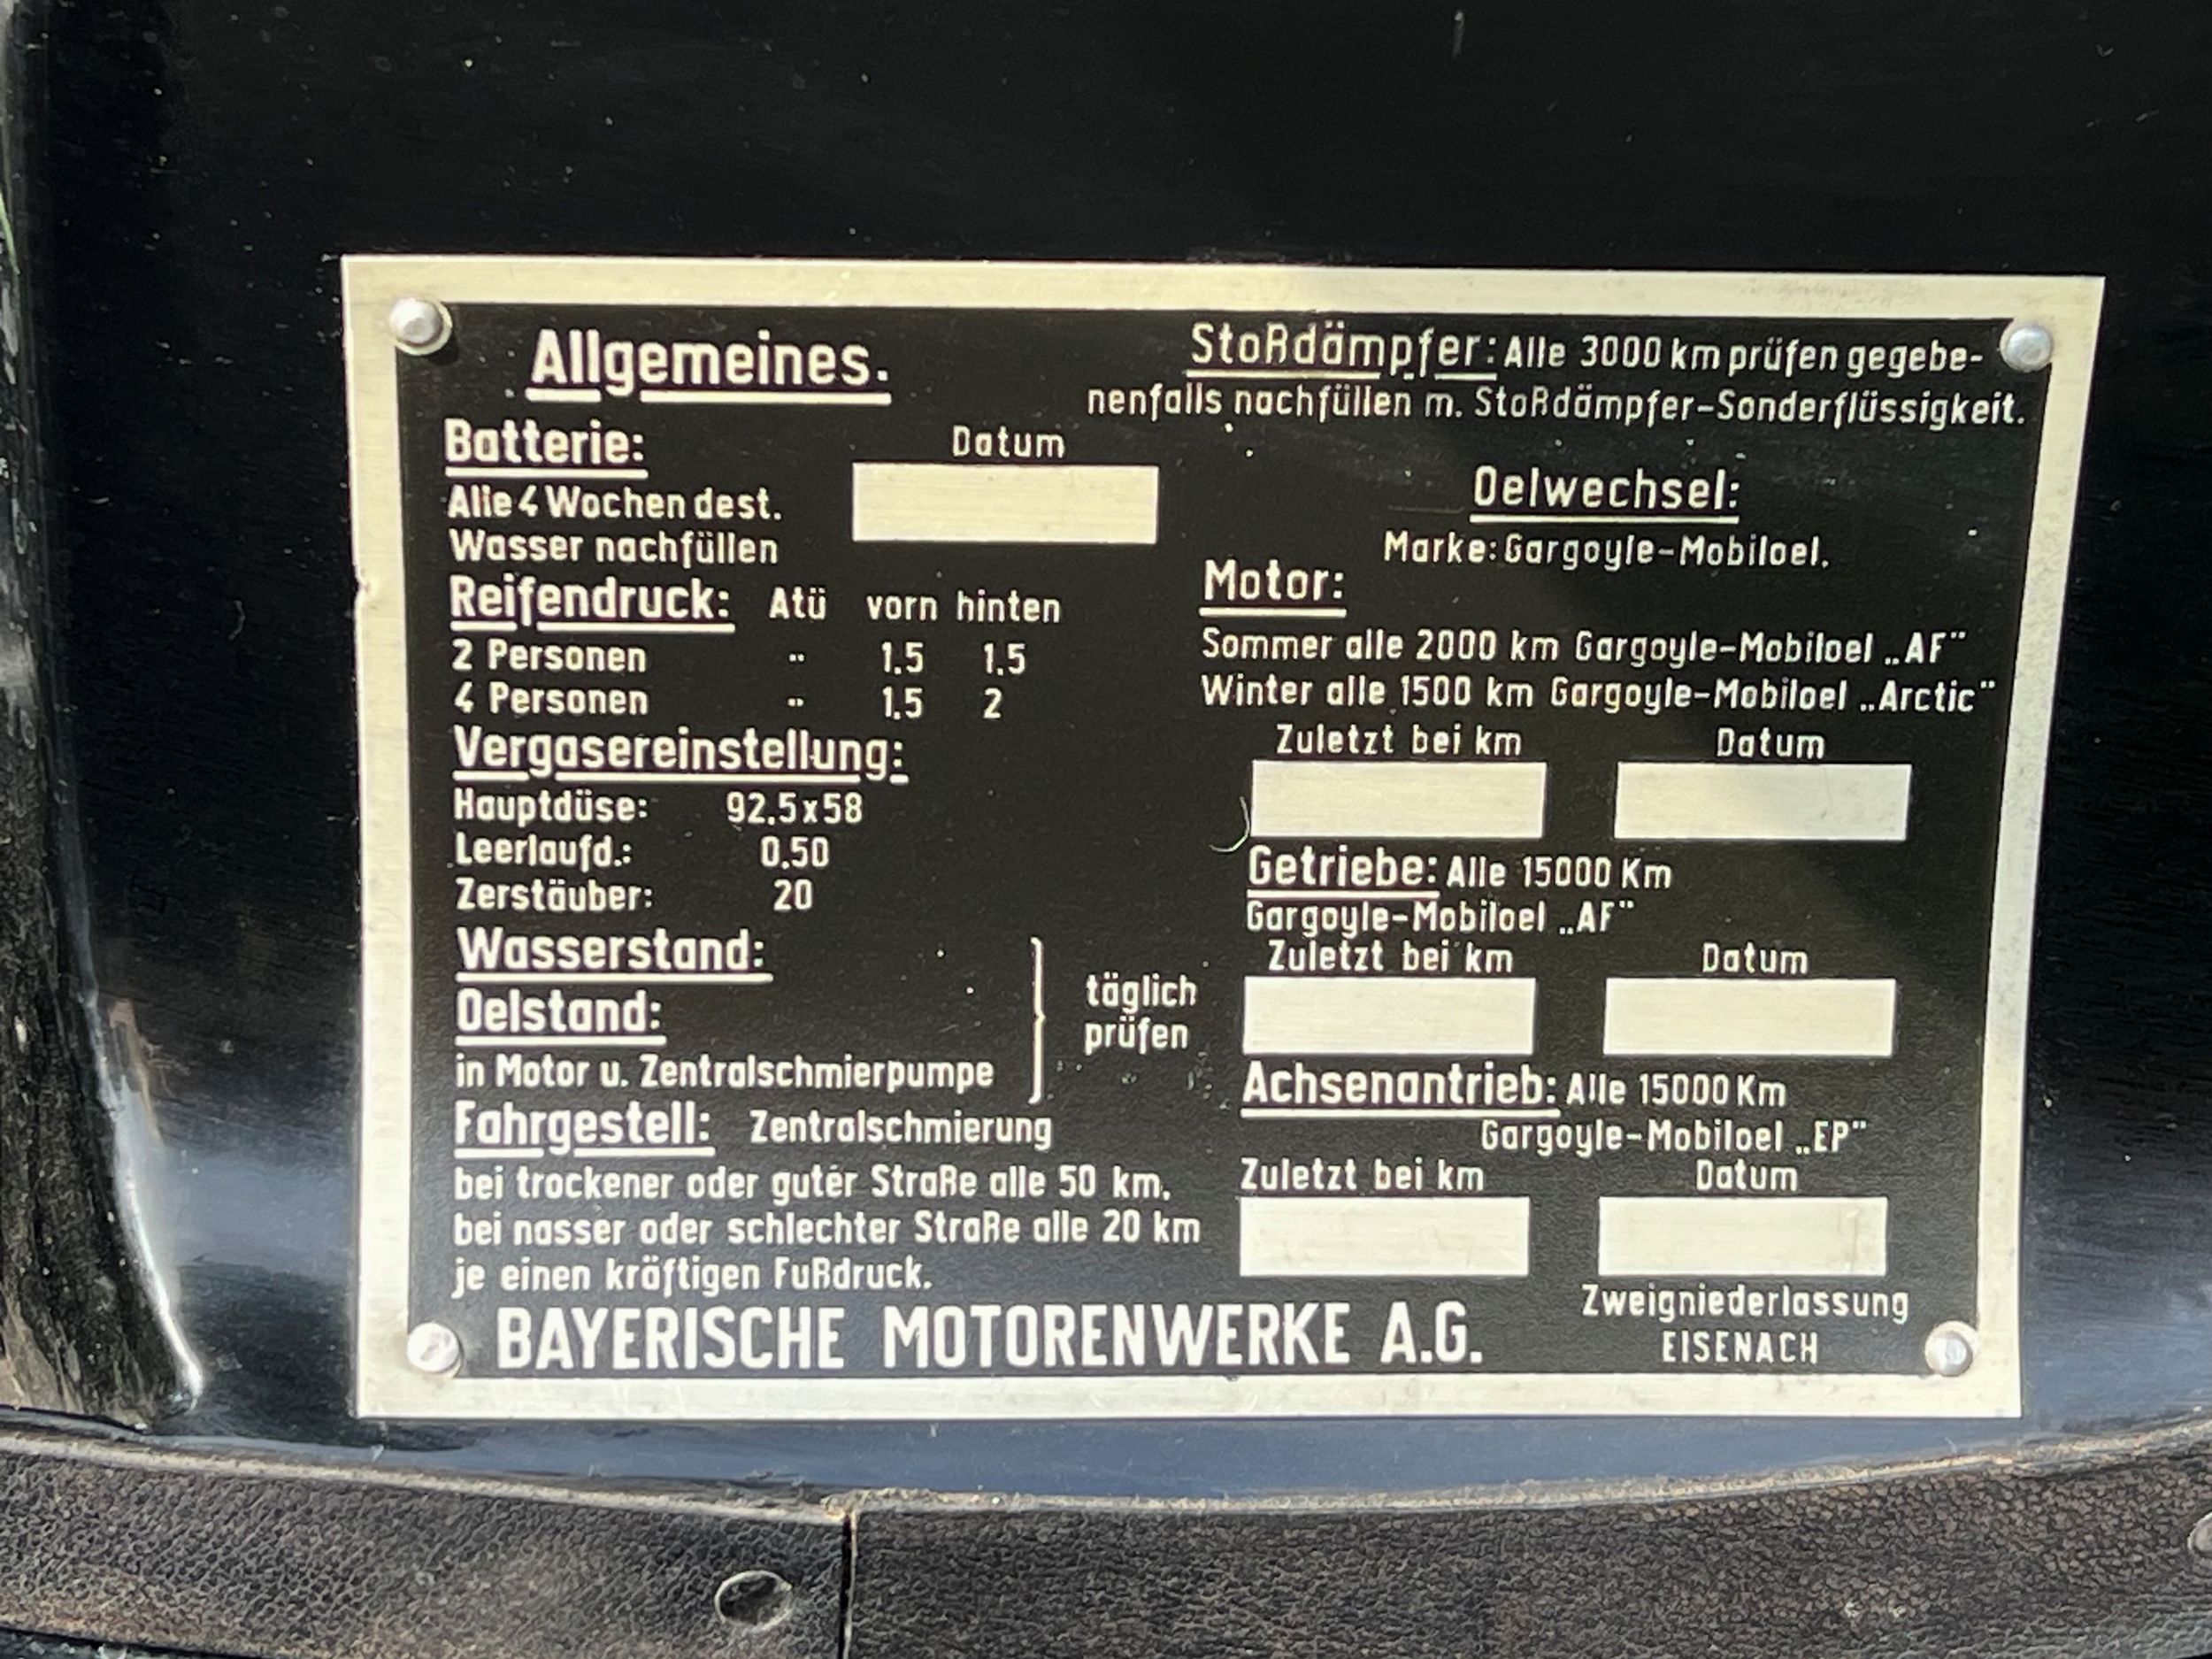 Allgemeines.
Batterie: Datum
Alle 4 Wochen dest.
Wasser nachfüllen
Reifendruck: Atü vorn hinten
2 Personen „ 1.5 1.5
4 Personen „ 1.5 2
Vergasereinstellung:
Hauptdüse: 92.5x58
Leerlaufd.: 0.50
Zerstäuber: 20
Wasserstand:
Oelstand:
in Motor u. Zentralschmierpumpe
täglich
prüfen
Fahrgestell: Zentralschmierung
bei trockener oder guter Straße alle 50 km.
bei nasser oder schlechter Straße alle 20 km
je einen kräftigen Fußdruck.
Stoßdämpfer: Alle 3000 km prüfen gegebe-
nenfalls nachfüllen m. Stoßdämpfer-Sonderflüssigkeit.
Oelwechsel:
Marke: Gargoyle-Mobiloel.
Motor:
Sommer alle 2000 km Gargoyle-Mobiloel „AF“
Winter alle 1500 km Gargoyle-Mobiloel „Arctic“
Zuletzt bei km Datum
Getriebe: Alle 15000 Km
Gargoyle-Mobiloel „AF“
Zuletzt bei km Datum
Achsenantrieb: Alle 15000 Km
Gargoyle-Mobiloel „EP“
Zuletzt bei km Datum
BAYERISCHE MOTORENWERKE A.G.
Zweigniederlassung
EISENACH